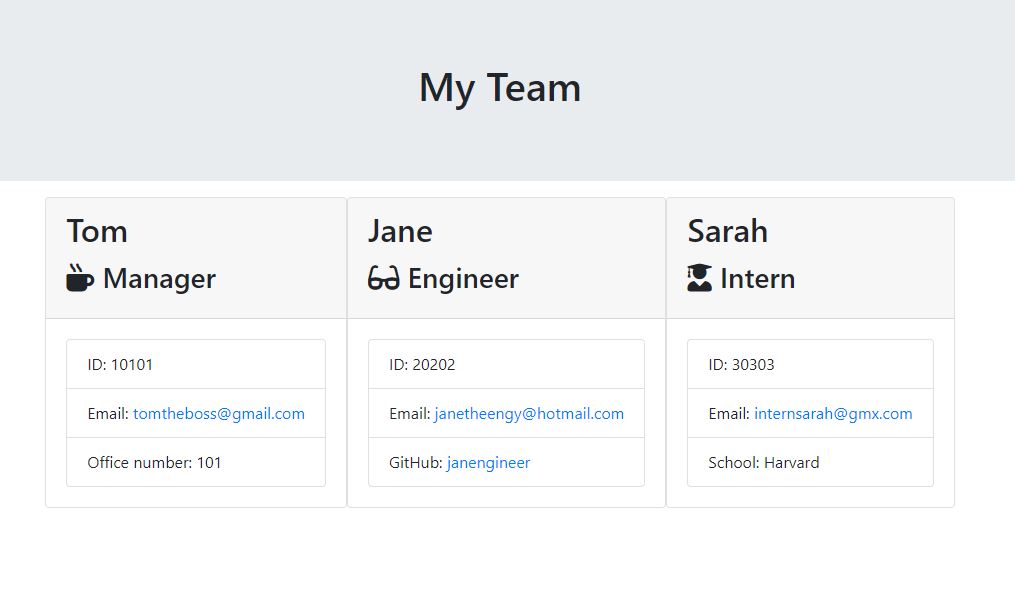 My Team
Tom
Manager
ID: 10101
Email: tomtheboss@gmail.com
Office number: 101
Jane
Engineer
ID: 20202
Email: janetheengy@hotmail.com
GitHub: janengineer
Sarah
Intern
ID: 30303
Email: internsarah@gmx.com
School: Harvard